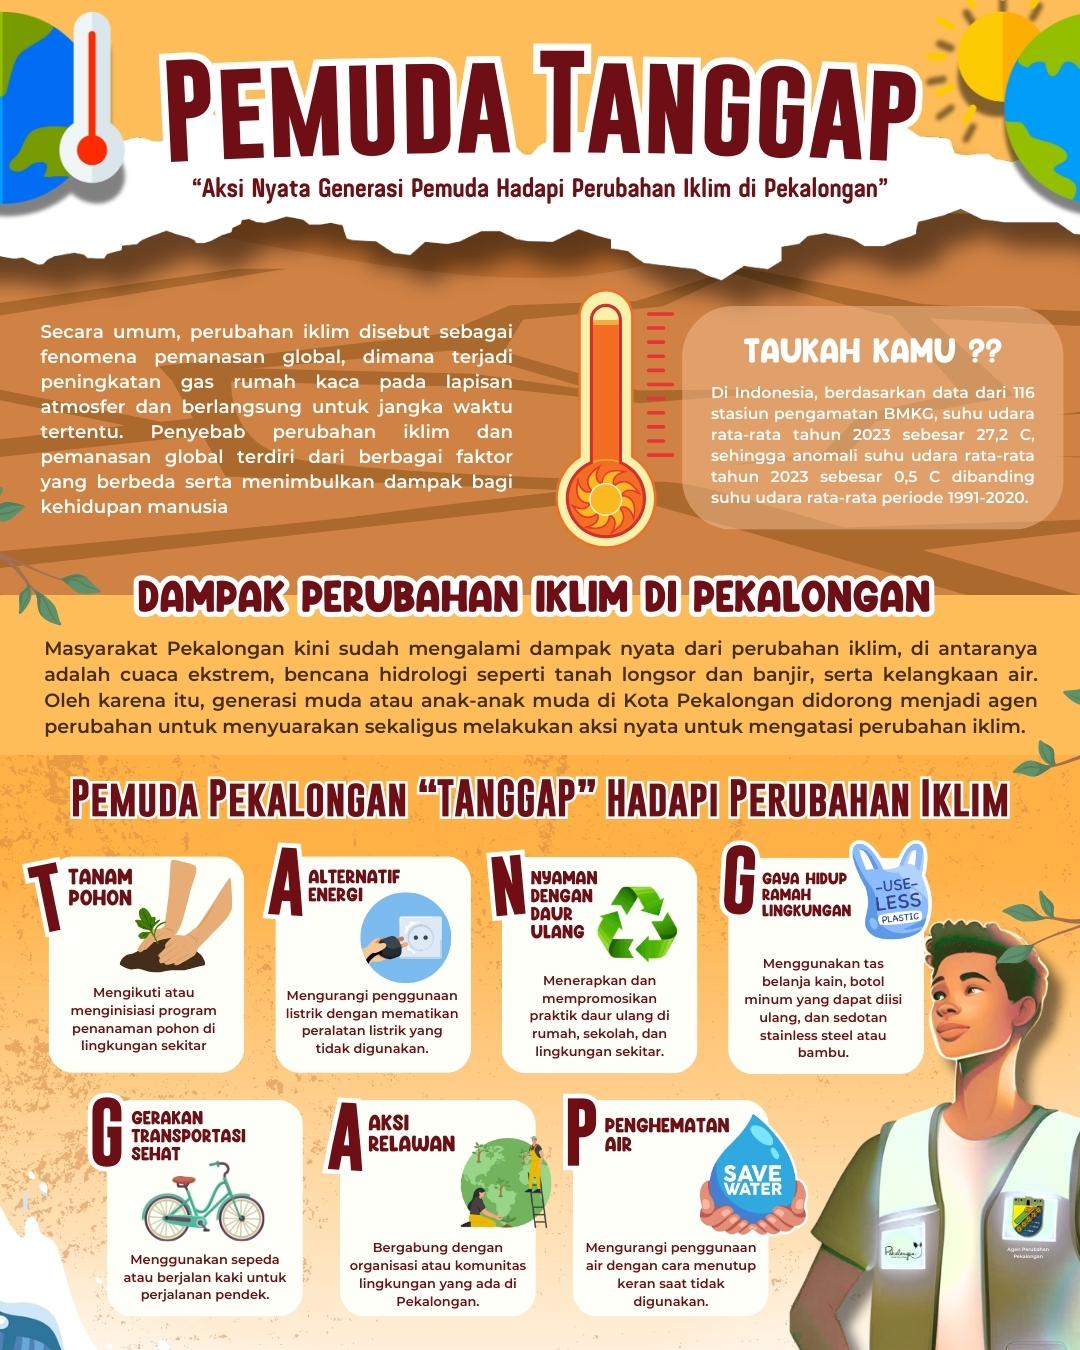 PEMUDA TANGGAP
“Aksi Nyata Generasi Pemuda Hadapi Perubahan Iklim di Pekalongan”
Secara umum, perubahan iklim disebut sebagai
fenomena pemanasan global, dimana terjadi
peningkatan gas rumah kaca pada lapisan
atmosfer dan berlangsung untuk jangka waktu
tertentu. Penyebab perubahan iklim dan
pemanasan global terdiri dari berbagai faktor
yang berbeda serta menimbulkan dampak bagi
kehidupan manusia
TAUKAH KAMU ??
Di Indonesia, berdasarkan data dari 116
stasiun pengamatan BMKG, suhu udara
rata-rata tahun 2023 sebesar 27,2 C,
sehingga anomali suhu udara rata-rata
tahun 2023 sebesar 0,5 C dibanding
suhu udara rata-rata periode 1991-2020.
DAMPAK PERUBAHAN IKLIM DI PEKALONGAN
Masyarakat Pekalongan kini sudah mengalami dampak nyata dari perubahan iklim, di antaranya
adalah cuaca ekstrem, bencana hidrologi seperti tanah longsor dan banjir, serta kelangkaan air.
Oleh karena itu, generasi muda atau anak-anak muda di Kota Pekalongan didorong menjadi agen
perubahan untuk menyuarakan sekaligus melakukan aksi nyata untuk mengatasi perubahan iklim.
PEMUDA PEKALONGAN “TANGGAP” HADAPI PERUBAHAN IKLIM
T
TANAM
POHON
Mengikuti atau
menginisiasi program
penanaman pohon di
lingkungan sekitar
A
ALTERNATIF
ENERGI
Mengurangi penggunaan
listrik dengan mematikan
peralatan listrik yang
tidak digunakan.
N
NYAMAN
DENGAN
DAUR
ULANG
Menerapkan dan
mempromosikan
praktik daur ulang di
rumah, sekolah, dan
lingkungan sekitar.
G
GAYA HIDUP
RAMAH
LINGKUNGAN
-USE-
LESS
PLASTIC
Menggunakan tas
belanja kain, botol
minum yang dapat diisi
ulang, dan sedotan
stainless steel atau
bambu.
G
GERAKAN
TRANSPORTASI
SEHAT
Menggunakan sepeda
atau berjalan kaki untuk
perjalanan pendek.
A
AKSI
RELAWAN
Bergabung dengan
organisasi atau komunitas
lingkungan yang ada di
Pekalongan.
P
PENGHEMATAN
AIR
SAVE
WATER
Mengurangi penggunaan
air dengan cara menutup
keran saat tidak
digunakan.
Pekalongan
Agen Perubahan
Pekalongan